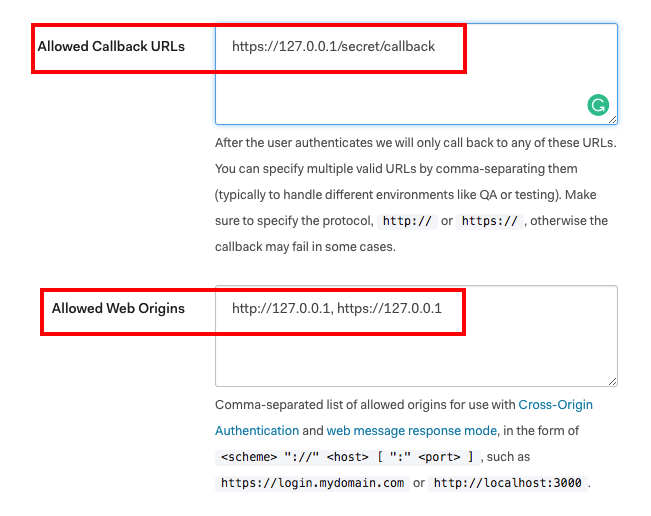 Allowed Callback URLs
https://127.0.0.1/secret/callback
After the user authenticates we will only call back to any of these URLs.
You can specify multiple valid URLs by comma-separating them
(typically to handle different environments like QA or testing). Make
sure to specify the protocol, http:// or https://, otherwise the
callback may fail in some cases.
Allowed Web Origins
http://127.0.0.1, https://127.0.0.1
Comma-separated list of allowed origins for use with Cross-Origin
Authentication and web message response mode, in the form of
<scheme> "://" <host> [ ":" <port> ], such as
https://login.mydomain.com or http://localhost:3000.